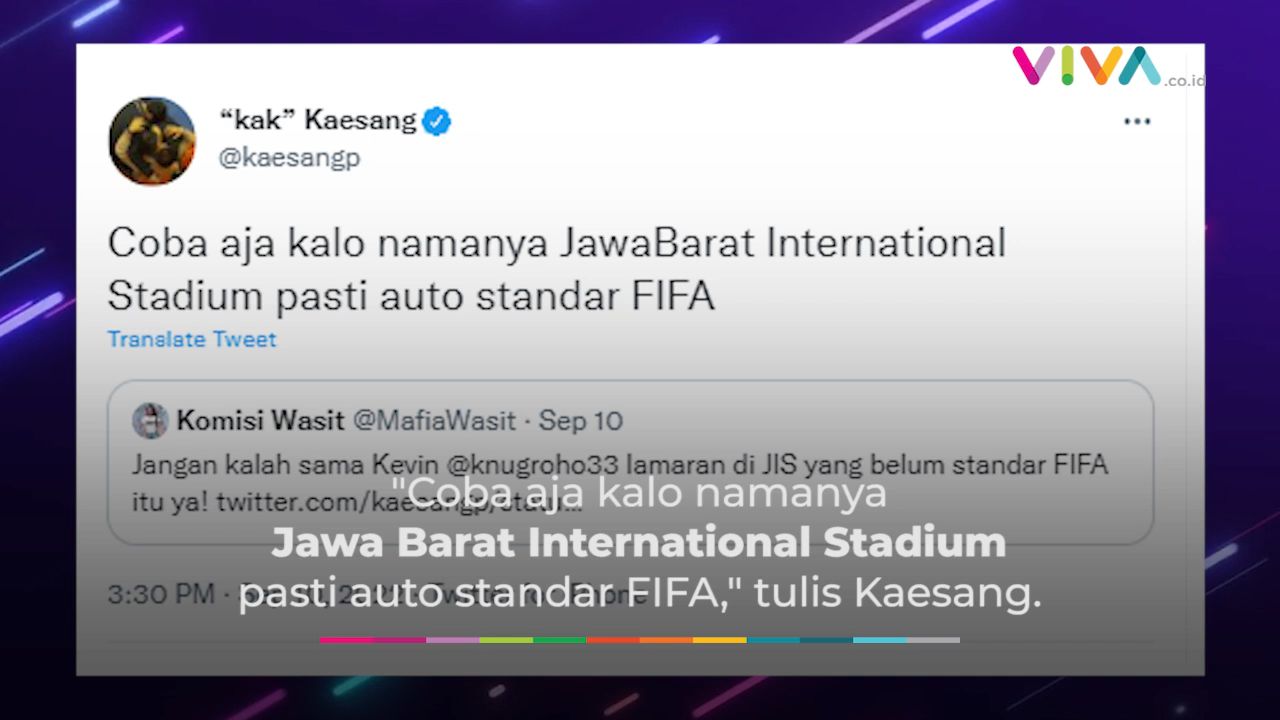 VIVA.co.id
“kak” Kaesang
@kaesangp
Coba aja kalo namanya JawaBarat International
Stadium pasti auto standar FIFA
Translate Tweet
Komisi Wasit @MafiaWasit · Sep 10
Jangan kalah sama Kevin @knugroho33 lamaran di JIS yang belum standar FIFA
itu ya! twitter.com/kaesangp/statu...
"Coba aja kalo namanya
Jawa Barat International Stadium
pasti auto standar FIFA," tulis Kaesang.
3:30 PM ·